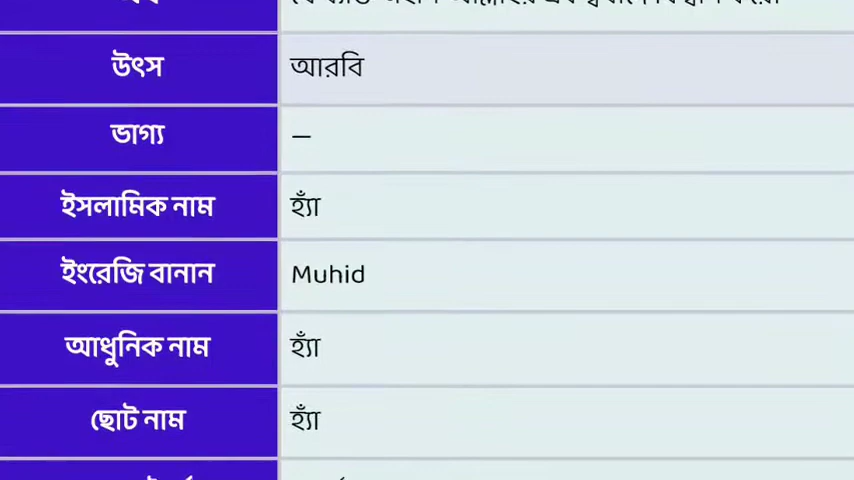 উৎস আরবি
ভাগ্য –
ইসলামিক নাম হ্যাঁ
ইংরেজি বানান Muhid
আধুনিক নাম হ্যাঁ
ছোট নাম হ্যাঁ